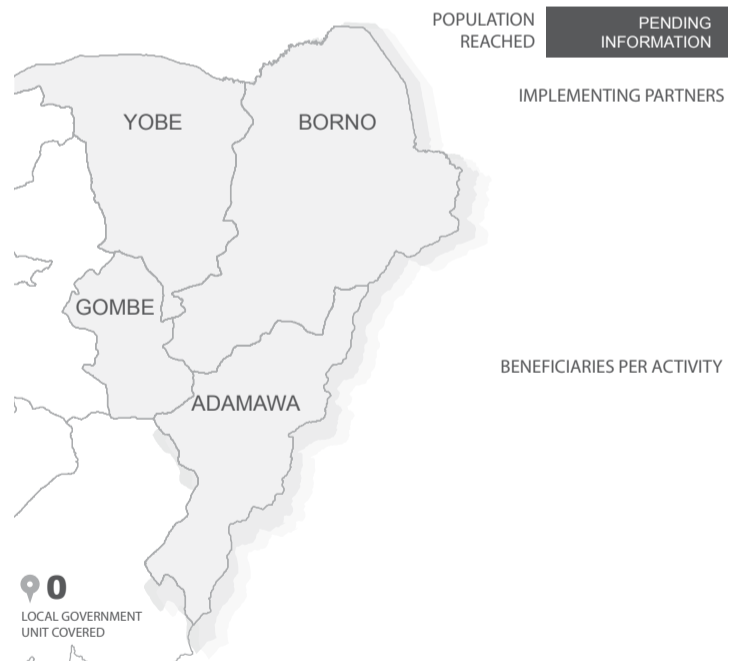 POPULATION
REACHED
PENDING
INFORMATION
IMPLEMENTING PARTNERS
YOBE
BORNO
GOMBE
BENEFICIARIES PER ACTIVITY
ADAMAWA
0
LOCAL GOVERNMENT
UNIT COVERED